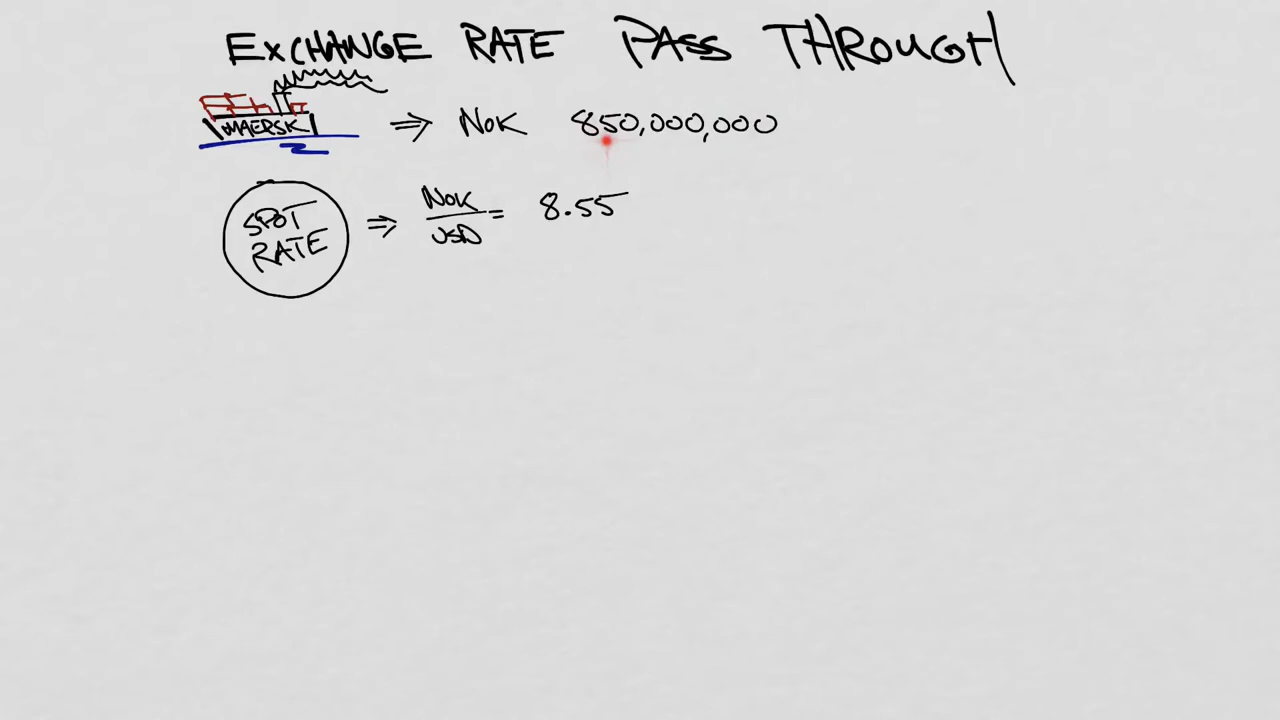 EXCHANGE RATE PASS THROUGH
MAERSK ⇒ NOK 850,000,000
SPOT RATE ⇒ NOK/USD = 8.55